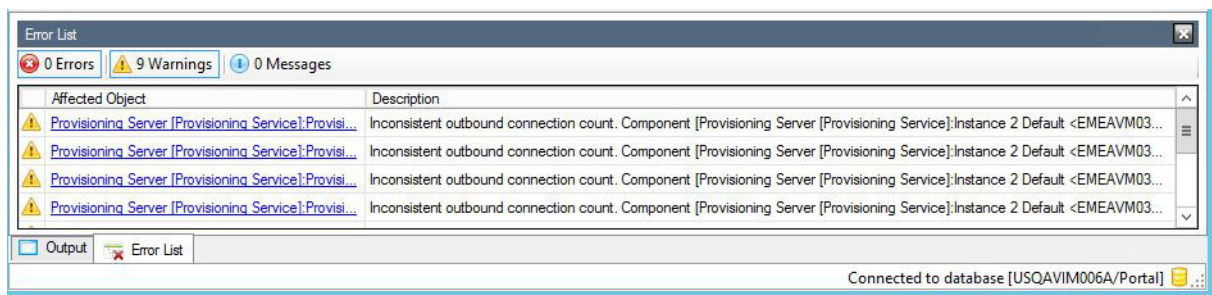 Error List
0 Errors 9 Warnings 0 Messages
Affected Object Description
Provisioning Server [Provisioning Service]:Provisi... Inconsistent outbound connection count. Component [Provisioning Server [Provisioning Service]:Instance 2 Default <EMEAVM03...
Provisioning Server [Provisioning Service]:Provisi... Inconsistent outbound connection count. Component [Provisioning Server [Provisioning Service]:Instance 2 Default <EMEAVM03...
Provisioning Server [Provisioning Service]:Provisi... Inconsistent outbound connection count. Component [Provisioning Server [Provisioning Service]:Instance 2 Default <EMEAVM03...
Provisioning Server [Provisioning Service]:Provisi... Inconsistent outbound connection count. Component [Provisioning Server [Provisioning Service]:Instance 2 Default <EMEAVM03...
Output Error List
Connected to database [USQAVIM006A/Portal]